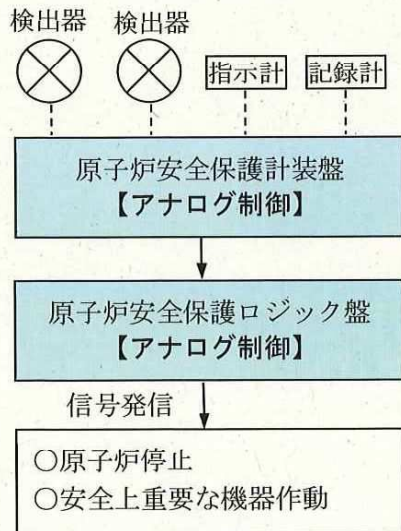 検出器
検出器
指示計
記録計
原子炉安全保護計装盤
【アナログ制御】
原子炉安全保護ロジック盤
【アナログ制御】
信号発信
○原子炉停止
○安全上重要な機器作動